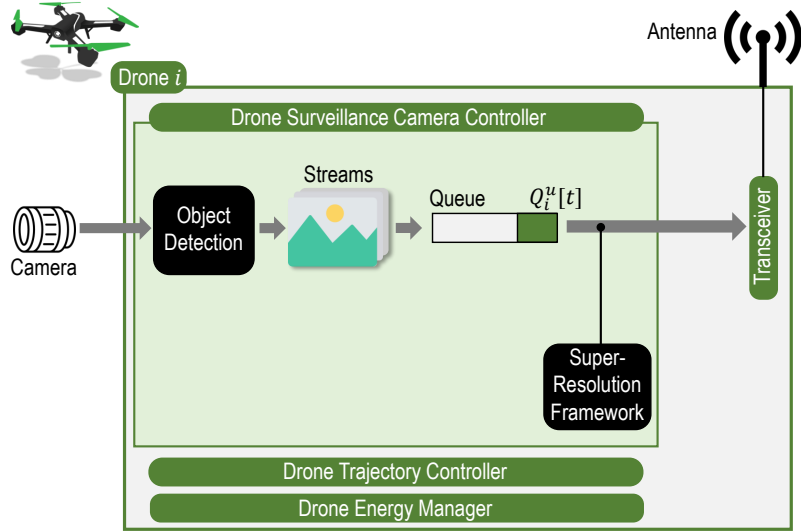 Antenna
Drone 𝑖
Drone Surveillance Camera Controller
Streams
Queue
𝑄ᵢᵘ[𝑡]
Object
Detection
Camera
Transceiver
Super-
Resolution
Framework
Drone Trajectory Controller
Drone Energy Manager